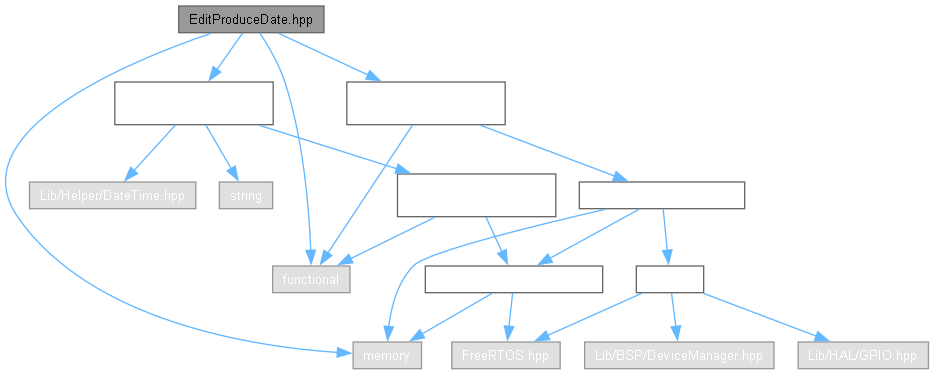 EditProduceDate.hpp
Lib/Helper/DateTime.hpp
string
functional
memory
FreeRTOS.hpp
Lib/BSP/DeviceManager.hpp
Lib/HAL/GPIO.hpp